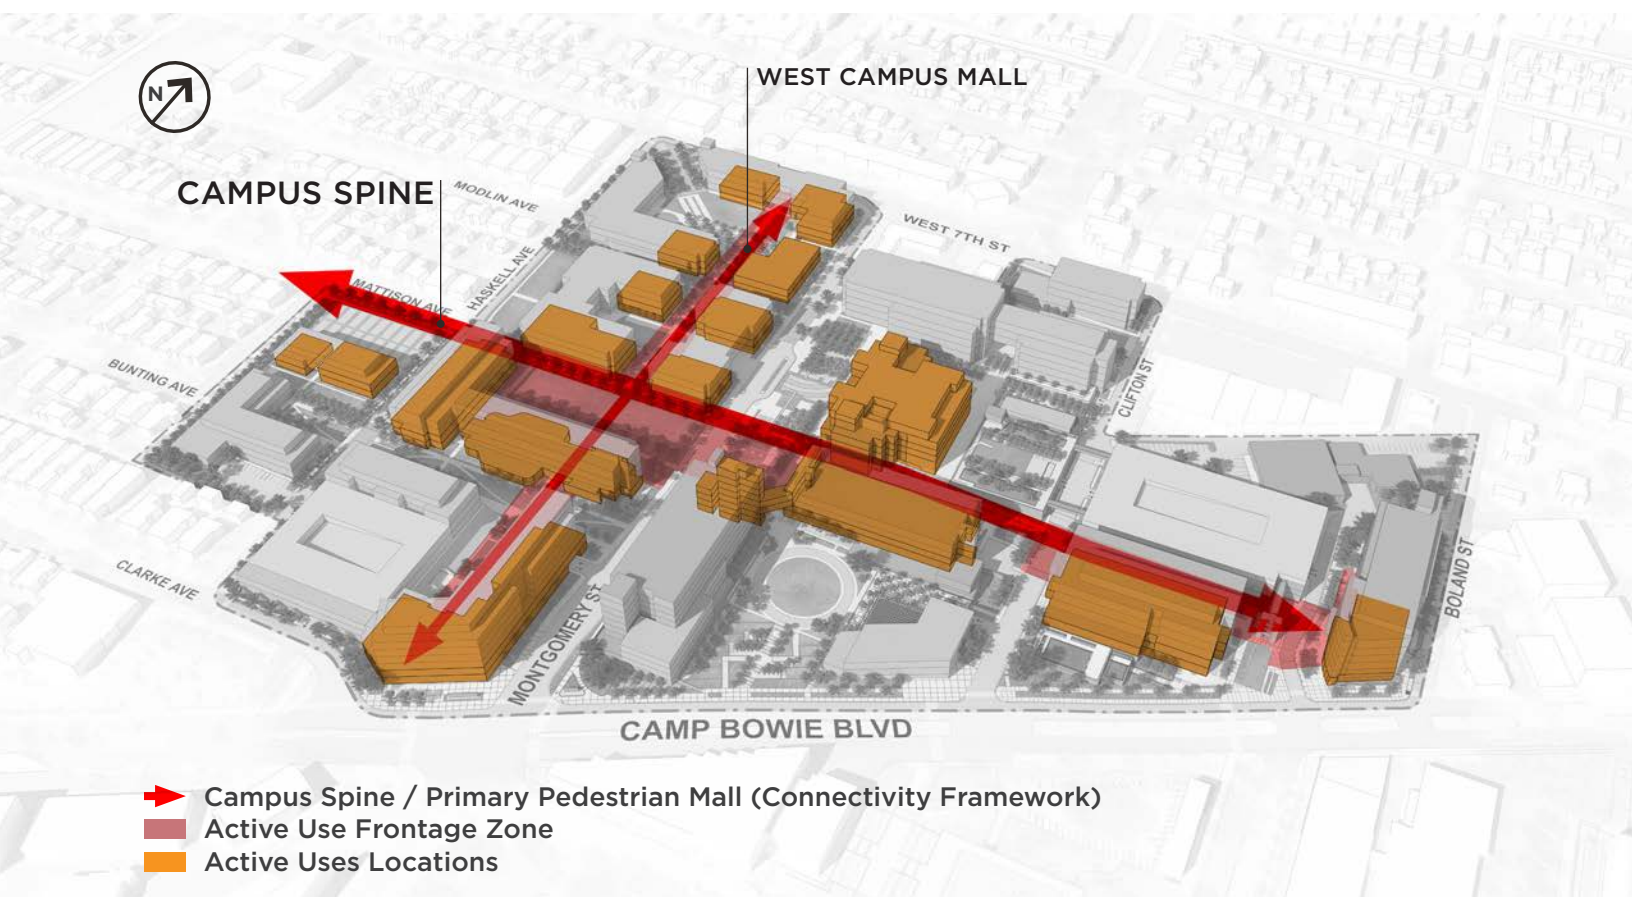 WEST CAMPUS MALL
N
CAMPUS SPINE
MODLIN AVE
WEST 7TH ST
HASKELL AVE
MATTISON AVE
BUNTING AVE
CLIFTON ST
CLARKE AVE
BOLAND ST
MONTGOMERY ST
CAMP BOWIE BLVD
Campus Spine / Primary Pedestrian Mall (Connectivity Framework)
Active Use Frontage Zone
Active Uses Locations